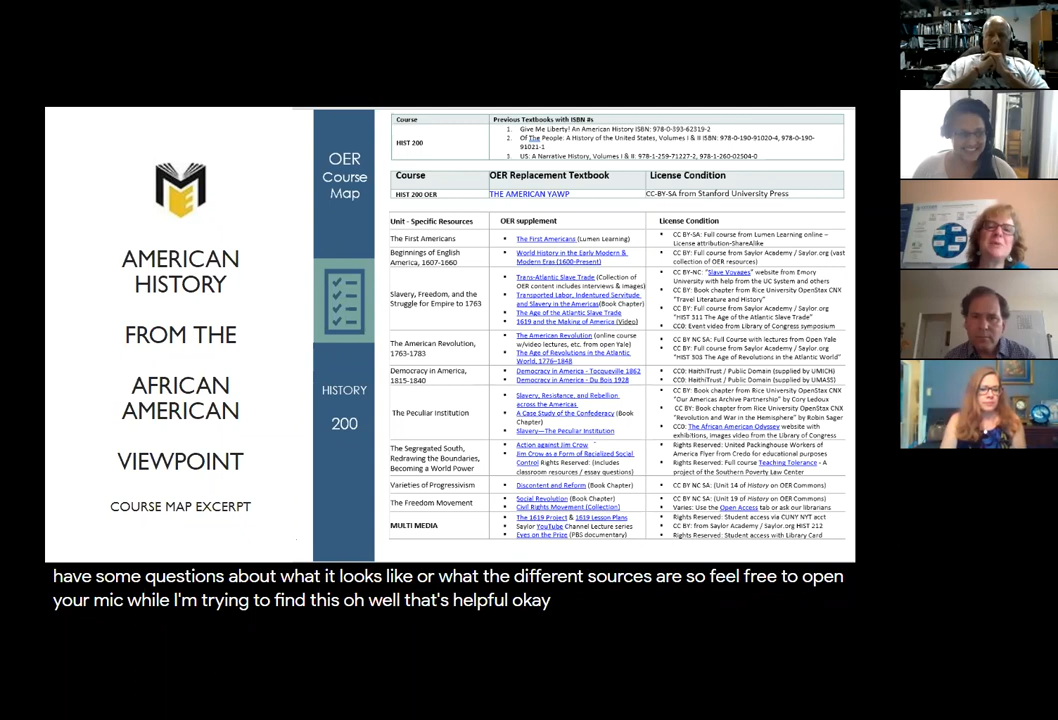 AMERICAN
HISTORY
FROM THE
AFRICAN
AMERICAN
VIEWPOINT
COURSE MAP EXCERPT
OER
Course
Map
HISTORY
200
Course
Previous Textbooks with ISBN #s
HIST 200
1. Give Me Liberty! An American History ISBN: 978-0-393-62319-2
2. Of The People: A History of the United States, Volumes I & II. 978-0-190-91020-4, 978-0-190-
91021-1
3. US: A Narrative History, Volumes I & II. 978-1-259-71227-2, 978-1-260-02504-0
Course
OER Replacement Textbook
License Condition
HIST 200 OER
THE AMERICAN YAWP
CC-BY-SA from Stanford University Press
Unit - Specific Resources
OER supplement
License Condition
The First Americans
▪ The First Americans (Lumen Learning)
• CC BY-SA: Full course from Lumen Learning online –
License attribution-ShareAlike
Beginnings of English
America, 1607-1660
▪ World History in the Early Modern &
Modern Eras (1600-Present)
• CC BY: Full course from Saylor Academy / Saylor.org (vast
collection of OER resources)
Slavery, Freedom, and the
Struggle for Empire to 1763
▪ Trans-Atlantic Slave Trade (Collection of
OER content includes interviews & images)
▪ Transported Labor, Indentured Servitude
and Slavery in the Americas(Book Chapter)
▪ The Age of the Atlantic Slave Trade
▪ 1619 and the Making of America (Video)
• CC BY-NC: "Slave Voyages" website from Emory
University with help from the UC System and others
• CC BY: Book chapter from Rice University OpenStax CNX
"Travel Literature and History"
• CC BY: Full course from Saylor Academy / Saylor.org
"HIST 311 The Age of the Atlantic Slave Trade"
• CC0: Event video from Library of Congress symposium
The American Revolution,
1763-1783
▪ The American Revolution (online course
w/video lectures, etc. from open Yale)
▪ The Age of Revolutions in the Atlantic
World, 1776–1848
• CC BY NC SA: Full Course with lectures from Open Yale
• CC BY: Full course from Saylor Academy / Saylor.org
"HIST 303 The Age of Revolutions in the Atlantic World"
Democracy in America,
1815-1840
▪ Democracy in America - Tocqueville 1862
▪ Democracy in America - Du Bois 1928
• CC0: HaithiTrust / Public Domain (supplied by UMICH)
• CC0: HaithiTrust / Public Domain (supplied by UMASS)
The Peculiar Institution
▪ Slavery, Resistance, and Rebellion
across the Americas
▪ A Case Study of the Confederacy (Book
Chapter)
▪ Slavery—The Peculiar Institution
• CC BY: Book chapter from Rice University OpenStax CNX
"Our Americas Archive Partnership") by Cory Ledoux
• CC BY: Book chapter from Rice University OpenStax CNX
"Revolution and War in the Hemisphere" by Robin Sager
• CC0: The African American Odyssey website with
exhibitions, images video from the Library of Congress
The Segregated South,
Redrawing the Boundaries,
Becoming a World Power
▪ Action against Jim Crow
▪ Jim Crow as a Form of Racialized Social
Control Rights Reserved: (Includes
classroom resources / essay questions)
• Rights Reserved: United Packinghouse Workers of
America Flyer from Credo for educational purposes
• Rights Reserved: Full course Teaching Tolerance - A
project of the Southern Poverty Law Center
Varieties of Progressivism
▪ Discontent and Reform (Book Chapter)
• CC BY NC SA: (Unit 14 of History on OER Commons)
The Freedom Movement
▪ Social Revolution (Book Chapter)
▪ Civil Rights Movement (Collection)
• CC BY NC SA: (Unit 19 of History on OER Commons)
• Varies: Use the Open Access tab or ask our librarians
MULTI MEDIA
▪ The 1619 Project & 1619 Lesson Plans
▪ Saylor YouTube Channel Lecture series
▪ Eyes on the Prize (PBS documentary)
• Rights Reserved: Student access via CUNY NYT acct
• CC BY: from Saylor Academy / Saylor.org HIST 212
• Rights Reserved: Student access with Library Card
have some questions about what it looks like or what the different sources are so feel free to open
your mic while I'm trying to find this oh well that's helpful okay